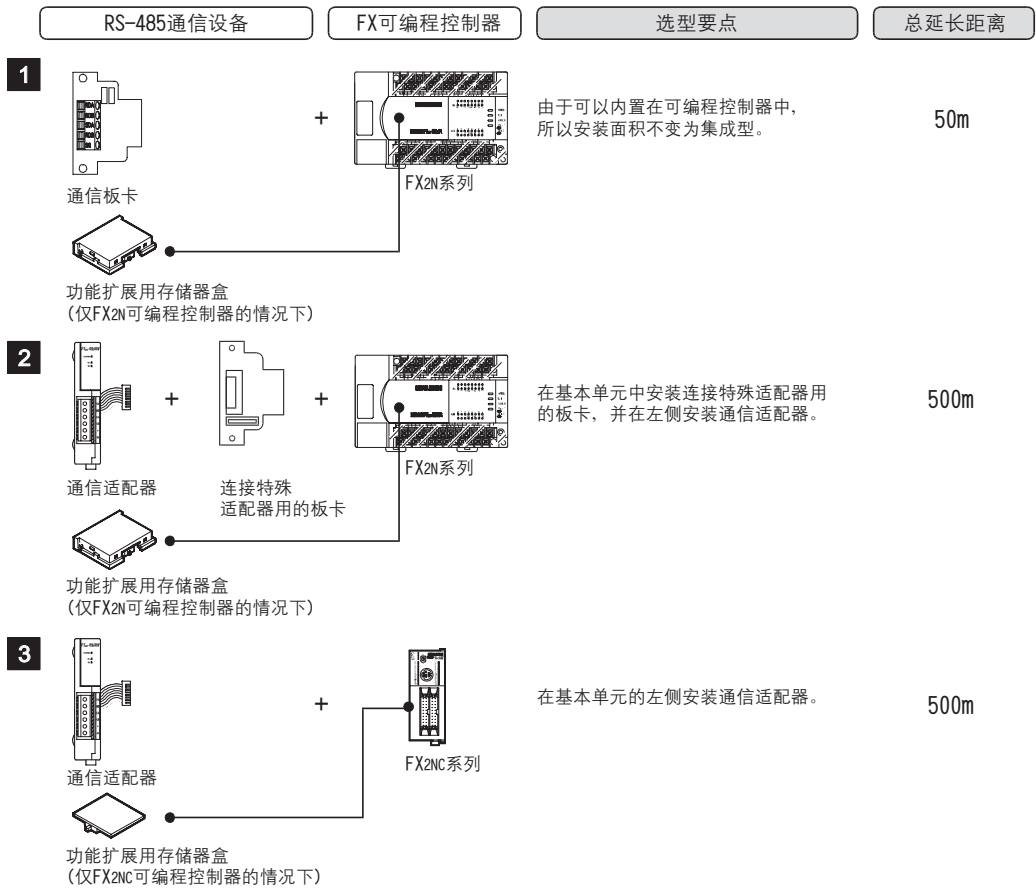 RS-485通信设备
FX可编程控制器
选型要点
总延长距离
1
+
由于可以内置在可编程控制器中,
所以安装面积不变为集成型。
50m
通信板卡
FX2N系列
功能扩展用存储器盒
(仅FX2N可编程控制器的情况下)
2
+
+
在基本单元中安装连接特殊适配器用
的板卡, 并在左侧安装通信适配器。
500m
通信适配器
连接特殊
适配器用的板卡
FX2N系列
功能扩展用存储器盒
(仅FX2N可编程控制器的情况下)
3
+
在基本单元的左侧安装通信适配器。
500m
通信适配器
FX2NC系列
功能扩展用存储器盒
(仅FX2NC可编程控制器的情况下)